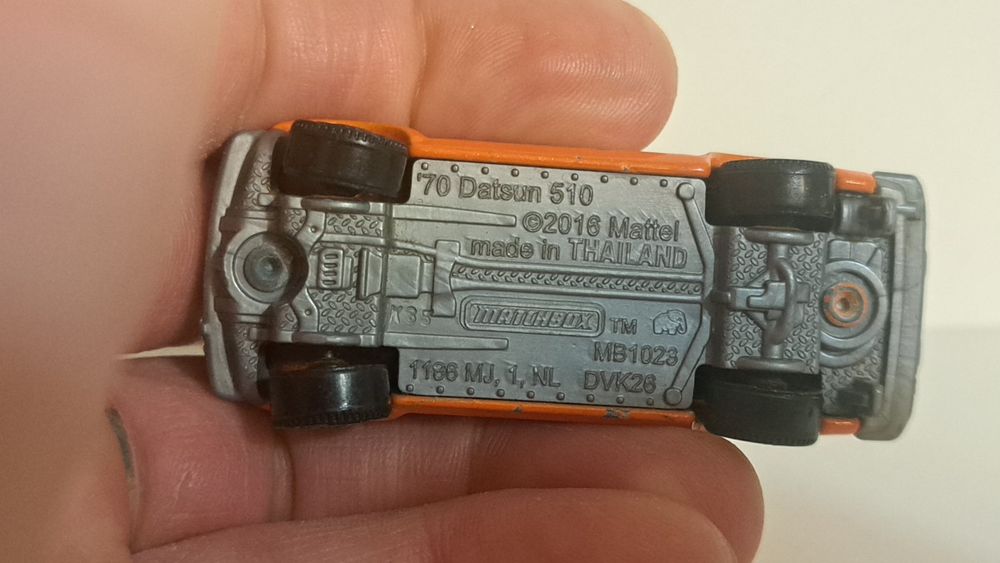 '70 Datsun 510
©2016 Mattel
made in THAILAND
MATCHBOX TM
MB1023
1186 MJ, 1, NL DVK26